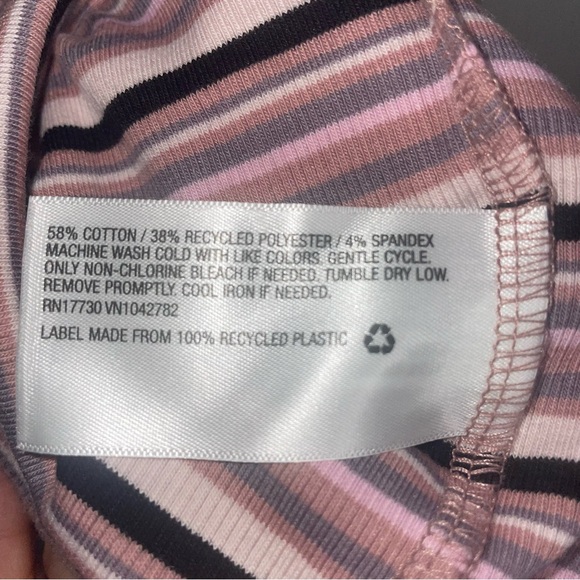 58% COTTON / 38% RECYCLED POLYESTER / 4% SPANDEX
MACHINE WASH COLD WITH LIKE COLORS. GENTLE CYCLE.
ONLY NON-CHLORINE BLEACH IF NEEDED. TUMBLE DRY LOW.
REMOVE PROMPTLY. COOL IRON IF NEEDED.
RN17730 VN1042782
LABEL MADE FROM 100% RECYCLED PLASTIC